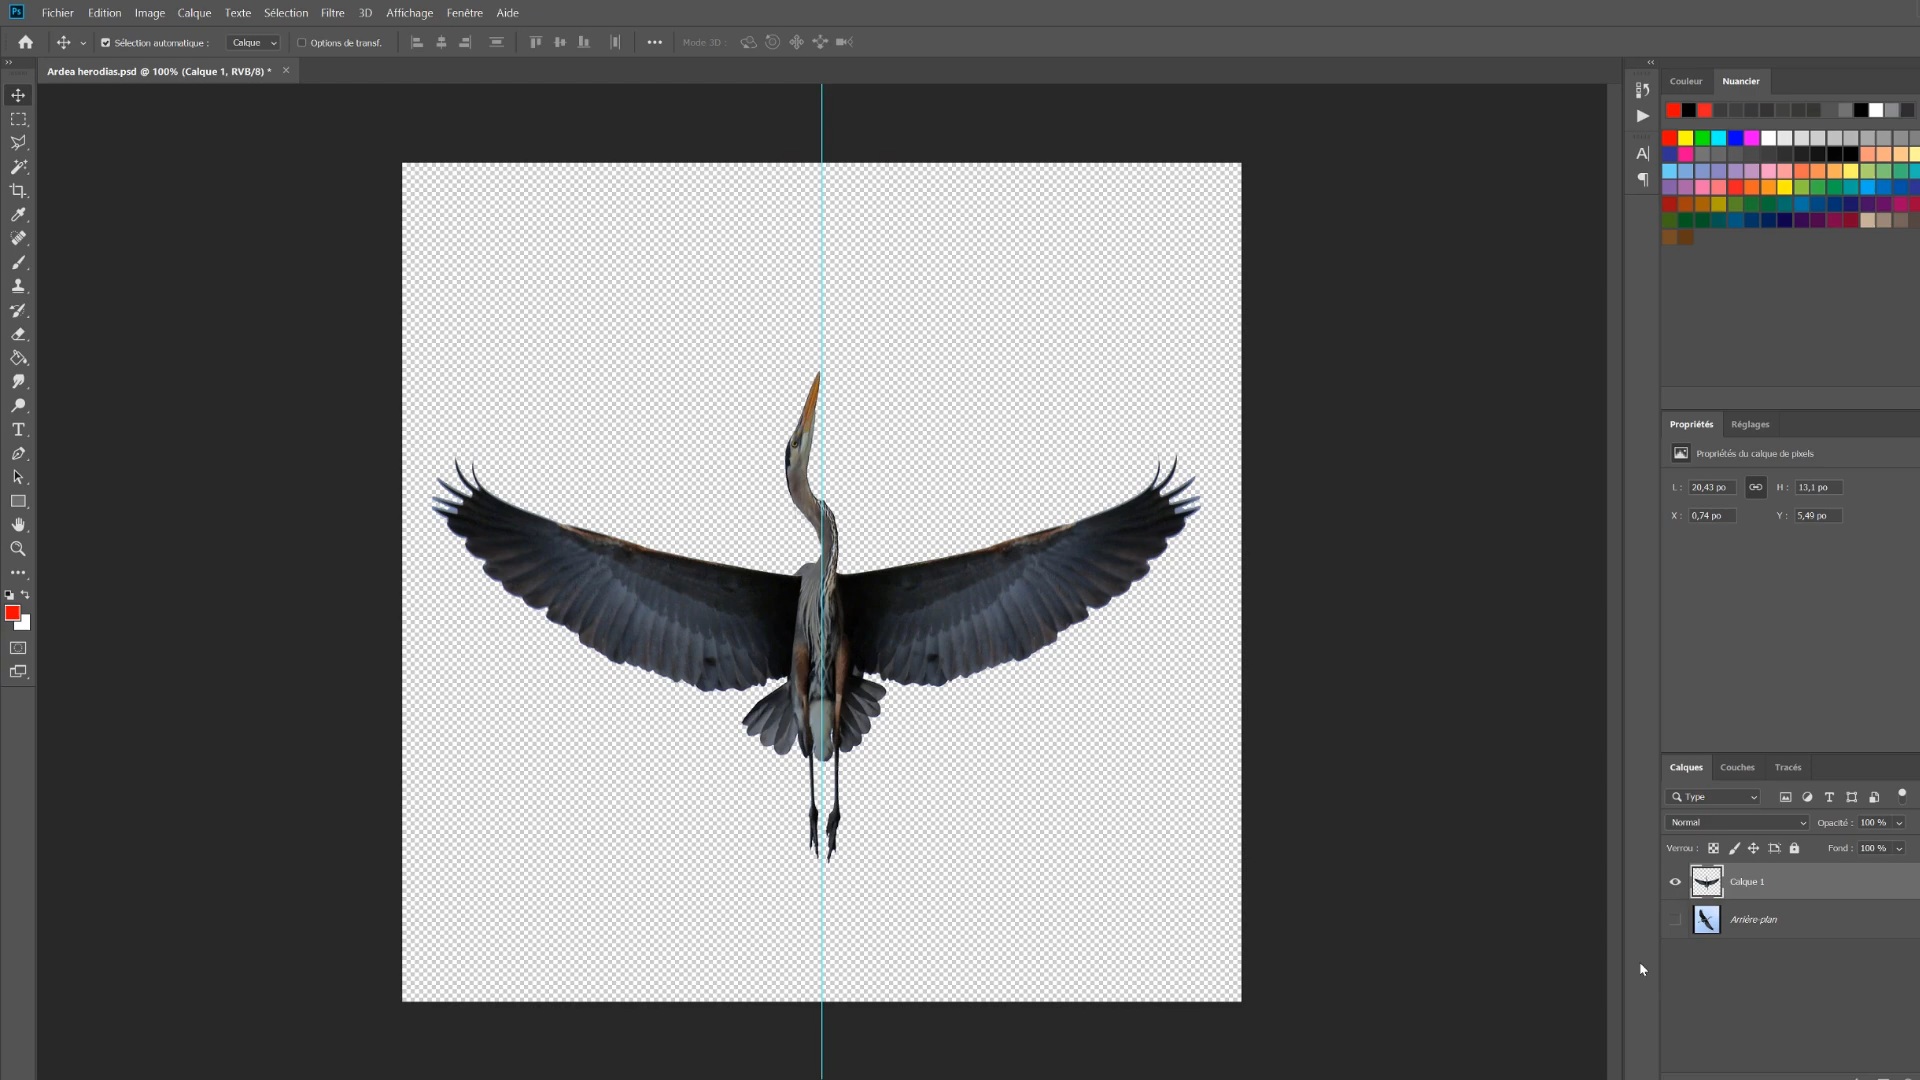 Ps Fichier Edition Image Calque Texte Sélection Filtre 3D Affichage Fenêtre Aide
Sélection automatique : Calque Options de transf. Mode 3D :
Ardea herodias.psd @ 100% (Calque 1, RVB/8) *
Couleur Nuancier
Propriétés Réglages
Propriétés du calque de pixels
L : 20,43 po H : 13,1 po
X : 0,74 po Y : 5,49 po
Calques Couches Tracés
Type
Normal Opacité : 100 %
Verrou : Fond : 100 %
Calque 1
Arrière-plan